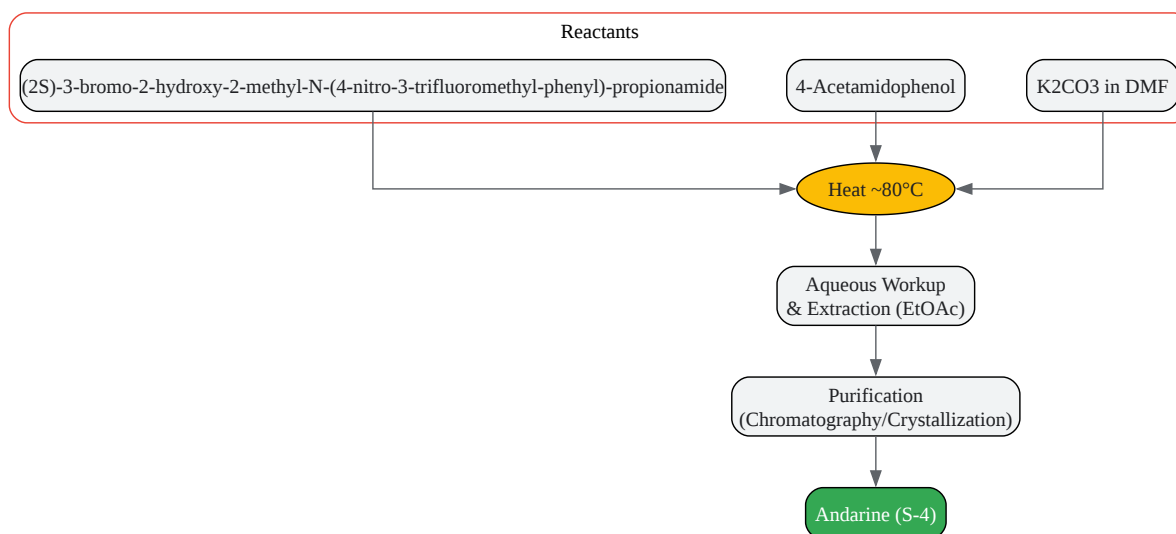 Reactants
(2S)-3-bromo-2-hydroxy-2-methyl-N-(4-nitro-3-trifluoromethyl-phenyl)-propionamide
4-Acetamidophenol
K2CO3 in DMF
Heat ~80°C
Aqueous Workup
& Extraction (EtOAc)
Purification
(Chromatography/Crystallization)
Andarine (S-4)